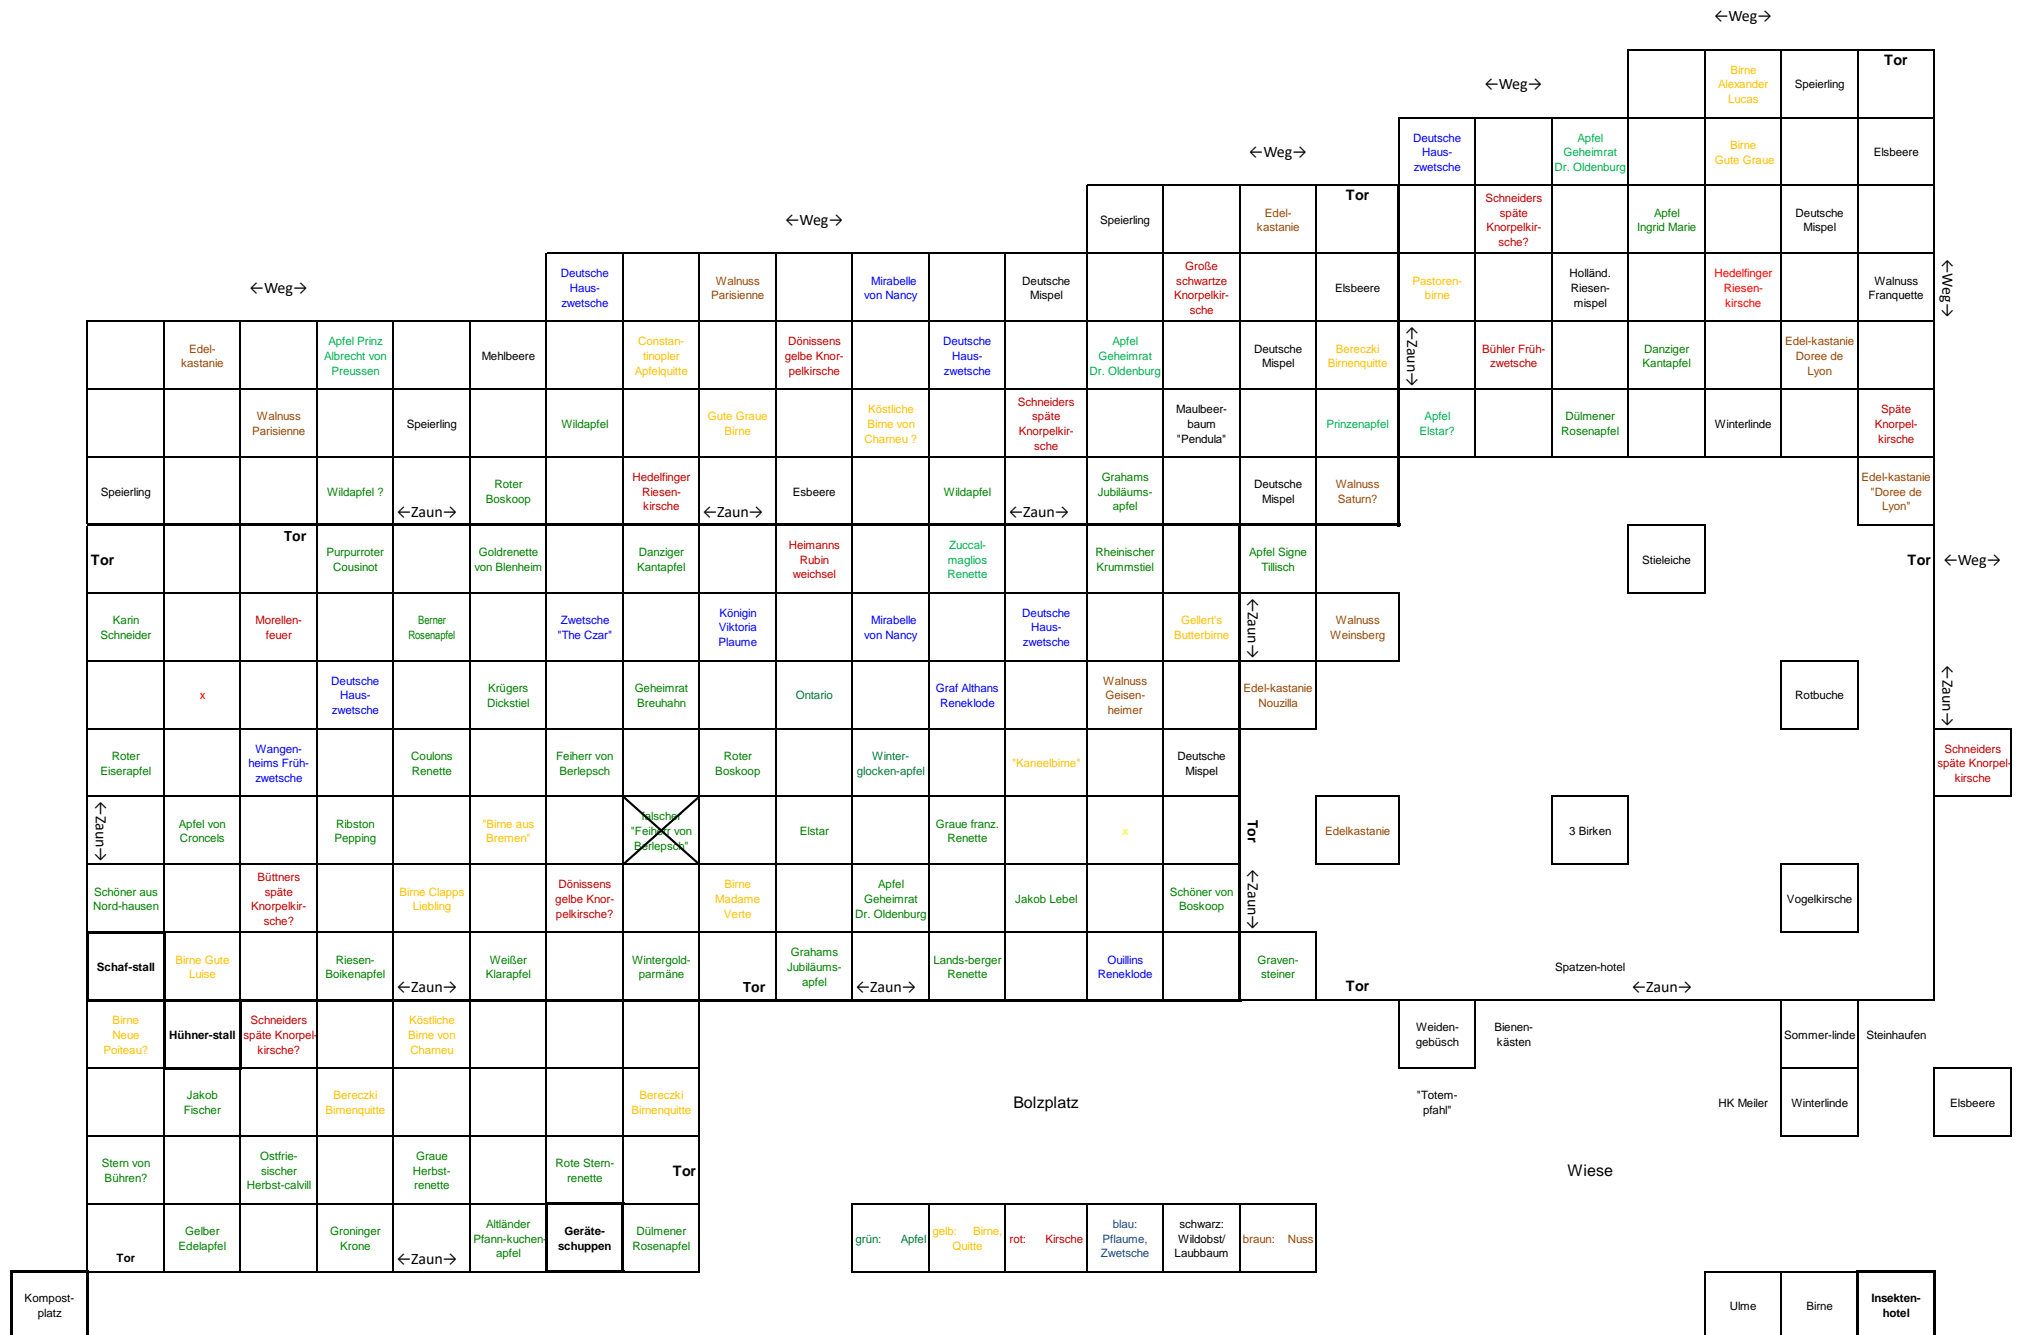 ←Weg→
Tor
Birne
Alexander
Lucas
Speierling
←Weg→
Deutsche
Haus-
zwetsche
Apfel
Geheimrat
Dr. Oldenburg
Birne
Gute Graue
Elsbeere
←Weg→
Tor
Speierling
Edel-
kastanie
Schneiders
späte
Knorpelkir-
sche?
Apfel
Ingrid Marie
Deutsche
Mispel
←Weg→
Deutsche
Haus-
zwetsche
Walnuss
Parisienne
Mirabelle
von Nancy
Deutsche
Mispel
Große
schwartze
Knorpelkir-
sche
Elsbeere
Pastoren-
birne
Holländ.
Riesen-
mispel
Hedelfinger
Riesen-
kirsche
Walnuss
Franquette
←Weg→
←Weg→
Edel-
kastanie
Apfel Prinz
Albrecht von
Preussen
Mehlbeere
Constan-
tinopler
Apfelquitte
Dönissens
gelbe Knor-
pelkirsche
Deutsche
Haus-
zwetsche
Apfel
Geheimrat
Dr. Oldenburg
Deutsche
Mispel
Bereczki
Birnenquitte
←Zaun→
Bühler Früh-
zwetsche
Danziger
Kantapfel
Edel-kastanie
Doree de
Lyon
Walnuss
Parisienne
Speierling
Wildapfel
Gute Graue
Birne
Köstliche
Birne von
Charneu ?
Schneiders
späte
Knorpelkir-
sche
Maulbeer-
baum
"Pendula"
Prinzenapfel
Apfel
Elstar?
Dülmener
Rosenapfel
Winterlinde
Späte
Knorpel-
kirsche
Speierling
Wildapfel ?
←Zaun→
Roter
Boskoop
Hedelfinger
Riesen-
kirsche
←Zaun→
Esbeere
Wildapfel
←Zaun→
Grahams
Jubiläums-
apfel
Deutsche
Mispel
Walnuss
Saturn?
Edel-kastanie
"Doree de
Lyon"
Tor
Tor
Purpurroter
Cousinot
Goldrenette
von Blenheim
Danziger
Kantapfel
Heimanns
Rubin
weichsel
Zuccal-
maglios
Renette
Rheinischer
Krummstiel
Apfel Signe
Tillisch
Stieleiche
Tor
←Weg→
Karin
Schneider
Morellen-
feuer
Berner
Rosenapfel
Zwetsche
"The Czar"
Königin
Viktoria
Plaume
Mirabelle
von Nancy
Deutsche
Haus-
zwetsche
Gellert's
Butterbirne
←Zaun→
Walnuss
Weinsberg
x
Deutsche
Haus-
zwetsche
Krügers
Dickstiel
Geheimrat
Breuhahn
Ontario
Graf Althans
Reneklode
Walnuss
Geisen-
heimer
Edel-kastanie
Nouzilla
Rotbuche
←Zaun→
Roter
Eiserapfel
Wangen-
heims Früh-
zwetsche
Coulons
Renette
Feiherr von
Berlepsch
Roter
Boskoop
Winter-
glocken-apfel
"Kaneelbirne"
Deutsche
Mispel
Schneiders
späte Knorpel-
kirsche
←Zaun→
Apfel von
Croncels
Ribston
Pepping
"Birne aus
Bremen"
falscher
"Feiherr von
Berlepsch"
Elstar
Graue franz.
Renette
x
Tor
Edelkastanie
3 Birken
Schöner aus
Nord-hausen
Büttners
späte
Knorpelkir-
sche?
Birne Clapps
Liebling
Dönissens
gelbe Knor-
pelkirsche?
Birne
Madame
Verte
Apfel
Geheimrat
Dr. Oldenburg
Jakob Lebel
Schöner von
Boskoop
←Zaun→
Vogelkirsche
Schaf-stall
Birne Gute
Luise
Riesen-
Boikenapfel
←Zaun→
Weißer
Klarapfel
Wintergold-
parmäne
Tor
Grahams
Jubiläums-
apfel
←Zaun→
Lands-berger
Renette
Ouillins
Reneklode
Graven-
steiner
Tor
Spatzen-hotel
←Zaun→
Birne
Neue
Poiteau?
Hühner-stall
Schneiders
späte Knorpel-
kirsche?
Köstliche
Birne von
Charneu
Weiden-
gebüsch
Bienen-
kästen
Sommer-linde
Steinhaufen
Jakob
Fischer
Bereczki
Birnenquitte
Bereczki
Birnenquitte
Bolzplatz
"Totem-
pfahl"
HK Meiler
Winterlinde
Elsbeere
Stern von
Bühren?
Ostfrie-
sischer
Herbst-calvill
Graue
Herbst-
renette
Rote Stern-
renette
Tor
Wiese
Tor
Gelber
Edelapfel
Groninger
Krone
←Zaun→
Altländer
Pfann-kuchen-
apfel
Geräte-
schuppen
Dülmener
Rosenapfel
grün: Apfel
gelb: Birne,
Quitte
rot: Kirsche
blau:
Pflaume,
Zwetsche
schwarz:
Wildobst/
Laubbaum
braun: Nuss
Kompost-
platz
Ulme
Birne
Insekten-
hotel